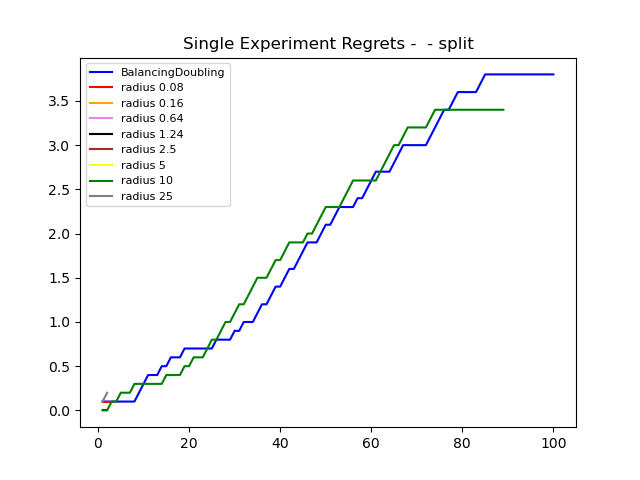 Single Experiment Regrets -  - split
BalancingDoubling
radius 0.08
radius 0.16
radius 0.64
radius 1.24
radius 2.5
radius 5
radius 10
radius 25
3.5
3.0
2.5
2.0
1.5
1.0
0.5
0.0
0 20 40 60 80 100